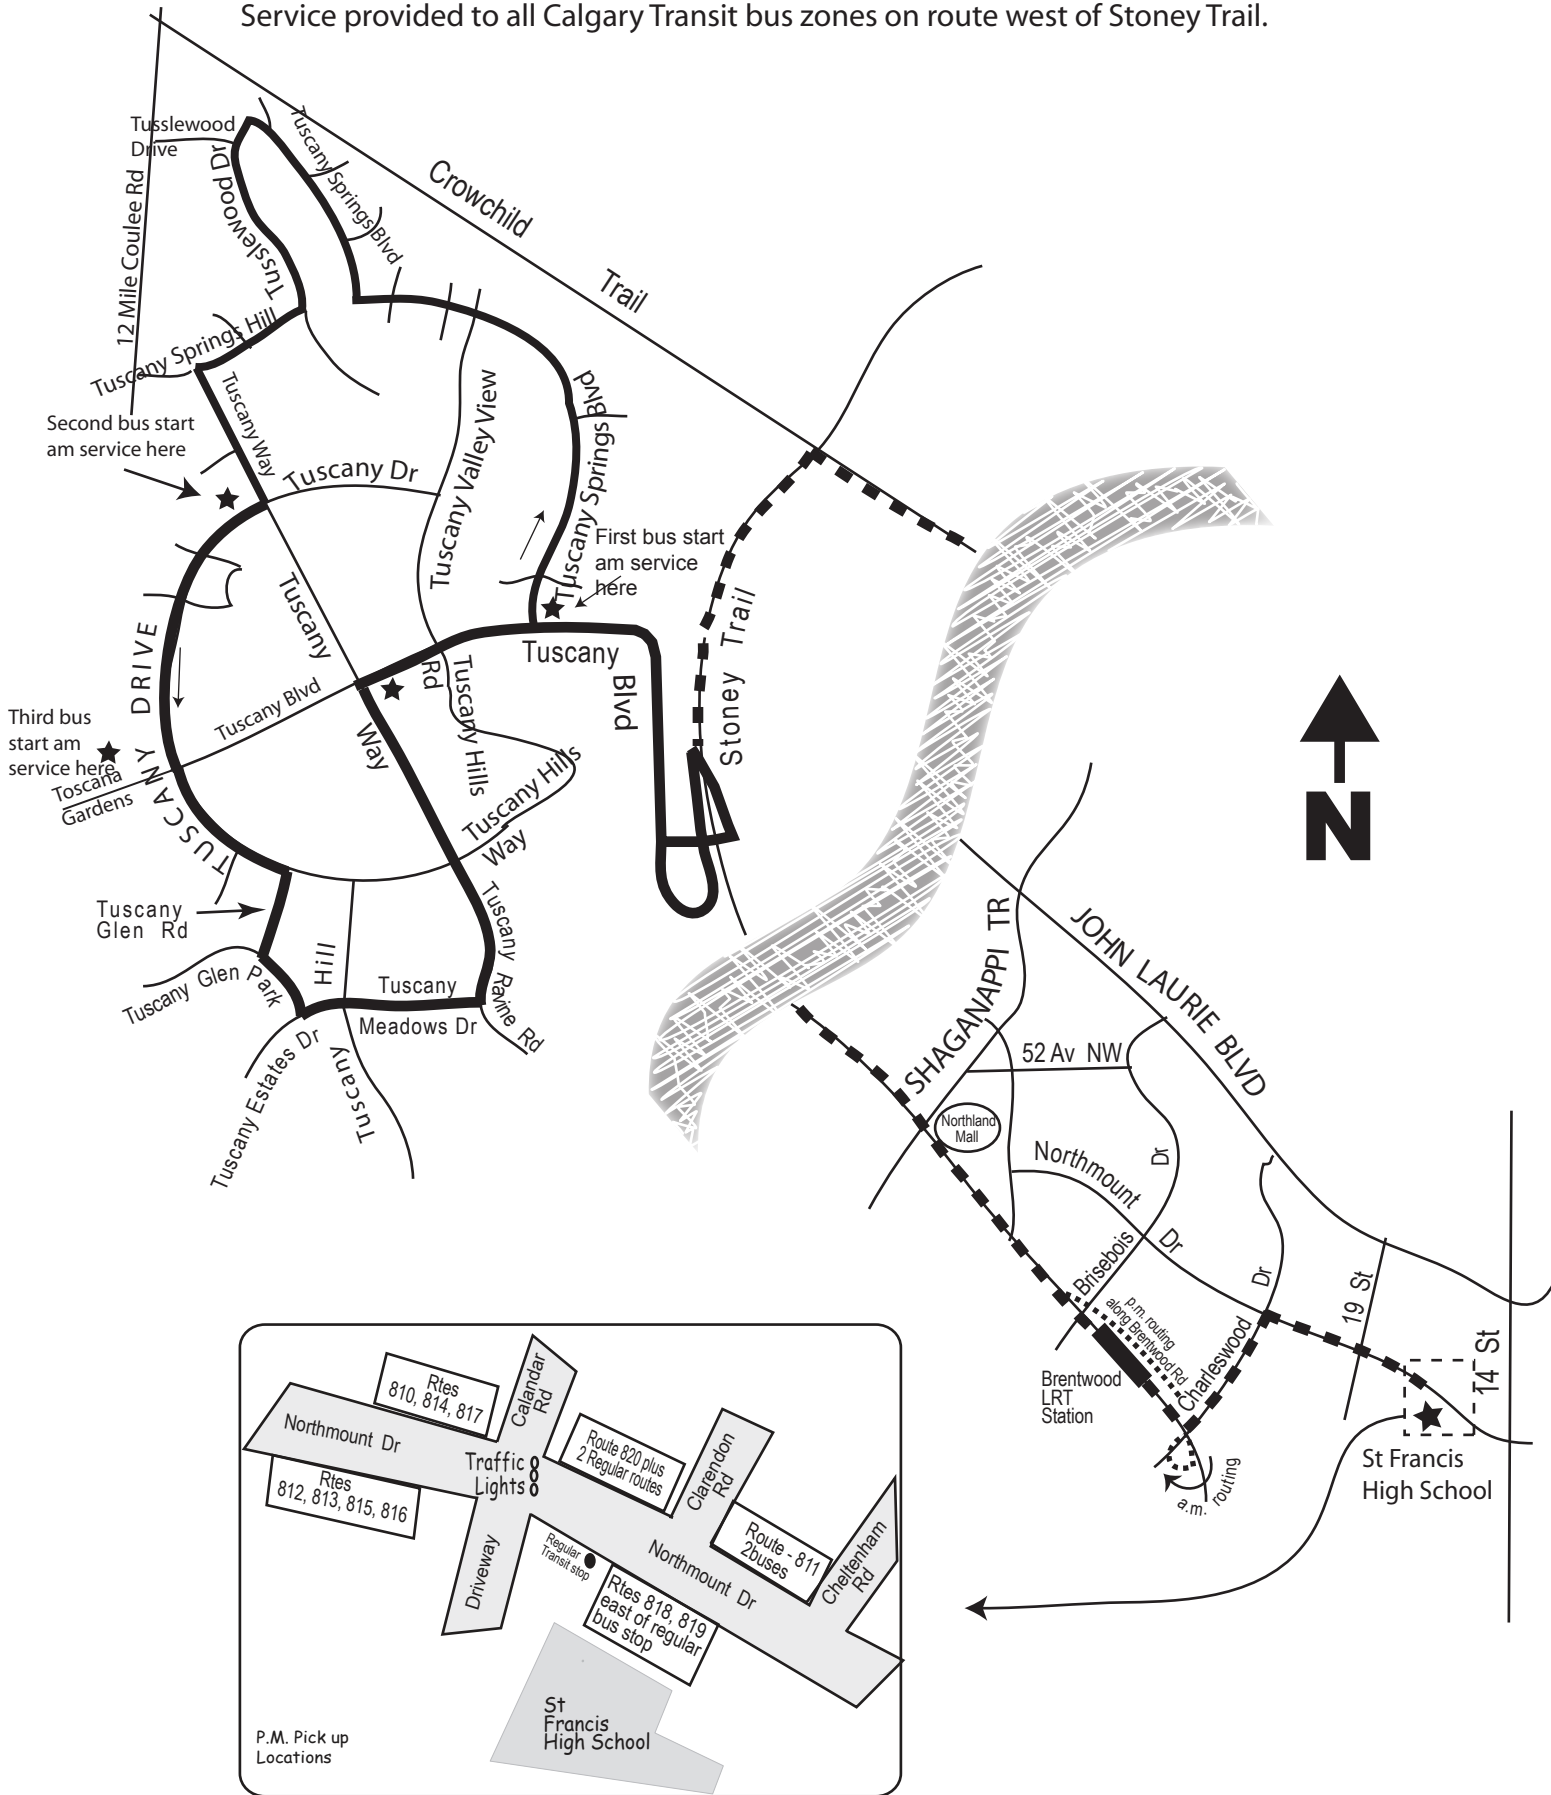 Service provided to all Calgary Transit bus zones on route west of Stoney Trail.
Tusslewood
Drive
Tusslewood Dr
Tuscany Springs Blvd
12 Mile Coulee Rd
Crowchild
Trail
Tuscany Springs Hill
Tuscany Way
Second bus start
am service here
Tuscany Dr
Tuscany Valley View
Tuscany Springs Blvd
First bus start
am service
here
Stoney Trail
Tuscany
Way
Tuscany
Blvd
Rd
Tuscany Hills
TUSCANY DRIVE
Tuscany Blvd
Third bus
start am
service here
Toscana
Gardens
Tuscany Hills
Way
Tuscany
Glen Rd
Tuscany Glen Park
Hill
Tuscany
Tuscany
Meadows Dr
Tuscany Ravine Rd
Tuscany Estates Dr
N
SHAGANAPPI TR
JOHN LAURIE BLVD
52 Av NW
Northland
Mall
Northmount
Dr
Brisebois
Dr
p.m. routing
along Brentwood Rd
Charleswood
Dr
19 St
14 St
Brentwood
LRT
Station
a.m. routing
St Francis
High School
Rtes
810, 814, 817
Calandar
Rd
Northmount Dr
Traffic
Lights
Route 820 plus
2 Regular routes
Clarendon
Rd
Rtes
812, 813, 815, 816
Driveway
Regular
Transit stop
Northmount Dr
Route - 811
2buses
Cheltenham
Rd
Rtes 818, 819
east of regular
bus stop
St
Francis
High School
P.M. Pick up
Locations